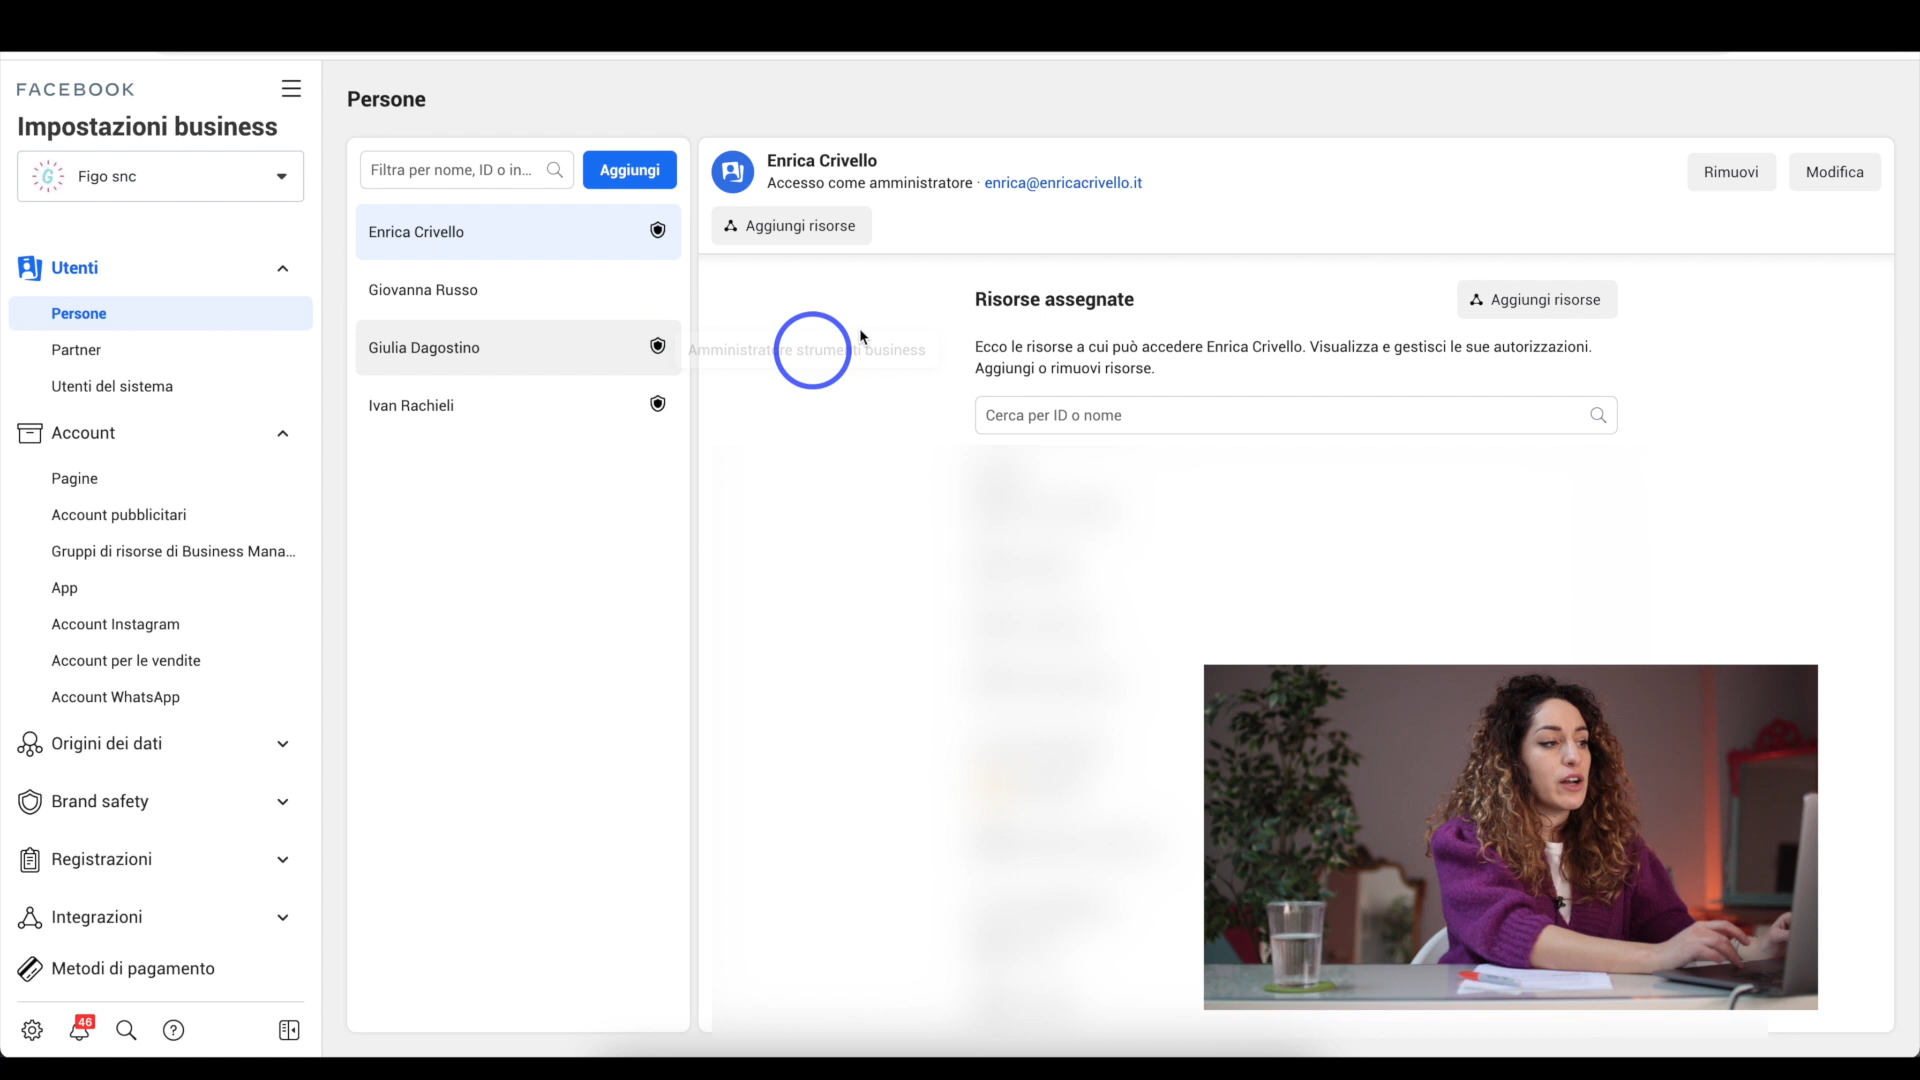 FACEBOOK
Impostazioni business
Figo snc
Utenti
Persone
Partner
Utenti del sistema
Account
Pagine
Account pubblicitari
Gruppi di risorse di Business Mana...
App
Account Instagram
Account per le vendite
Account WhatsApp
Origini dei dati
Brand safety
Registrazioni
Integrazioni
Metodi di pagamento
46
Persone
Filtra per nome, ID o in...
Aggiungi
Enrica Crivello
Giovanna Russo
Giulia Dagostino
Ivan Rachieli
Amministratore strumenti business
Enrica Crivello
Accesso come amministratore · enrica@enricacrivello.it
Rimuovi
Modifica
Aggiungi risorse
Risorse assegnate
Aggiungi risorse
Ecco le risorse a cui può accedere Enrica Crivello. Visualizza e gestisci le sue autorizzazioni.
Aggiungi o rimuovi risorse.
Cerca per ID o nome